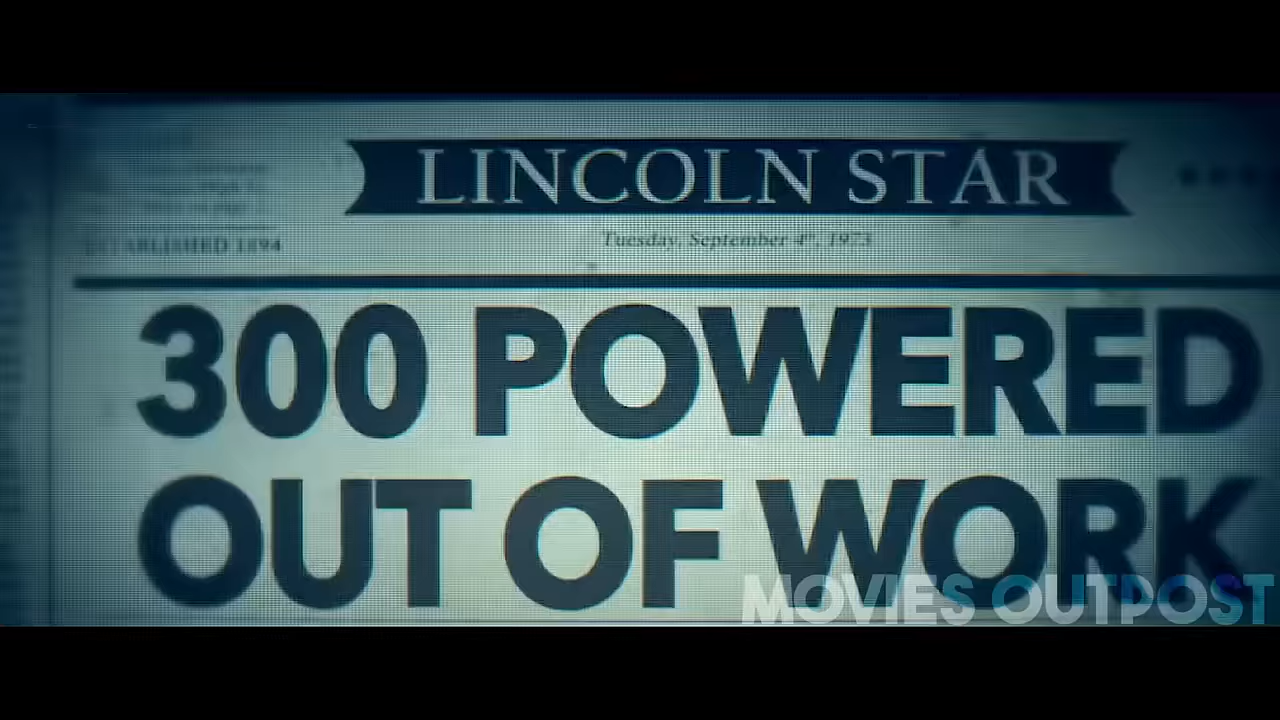 LINCOLN STAR
ESTABLISHED 1894
Tuesday, September 4th, 1973
300 POWERED
OUT OF WORK
MOVIES OUTPOST